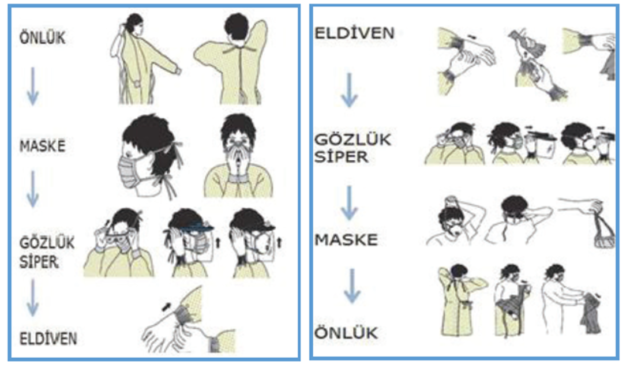 ÖNLÜK
MASKE
GÖZLÜK
SİPER
ELDİVEN
ELDİVEN
GÖZLÜK
SİPER
MASKE
ÖNLÜK